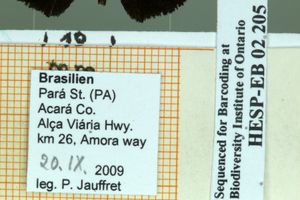 10
Brasilien
Pará St. (PA)
Acará Co.
Alça Viária Hwy.
km 26, Amora way
20. IX. 2009
leg. P. Jauffret
Sequenced for Barcoding at
Biodiversity Institute of Ontario
HESP-EB 02 205